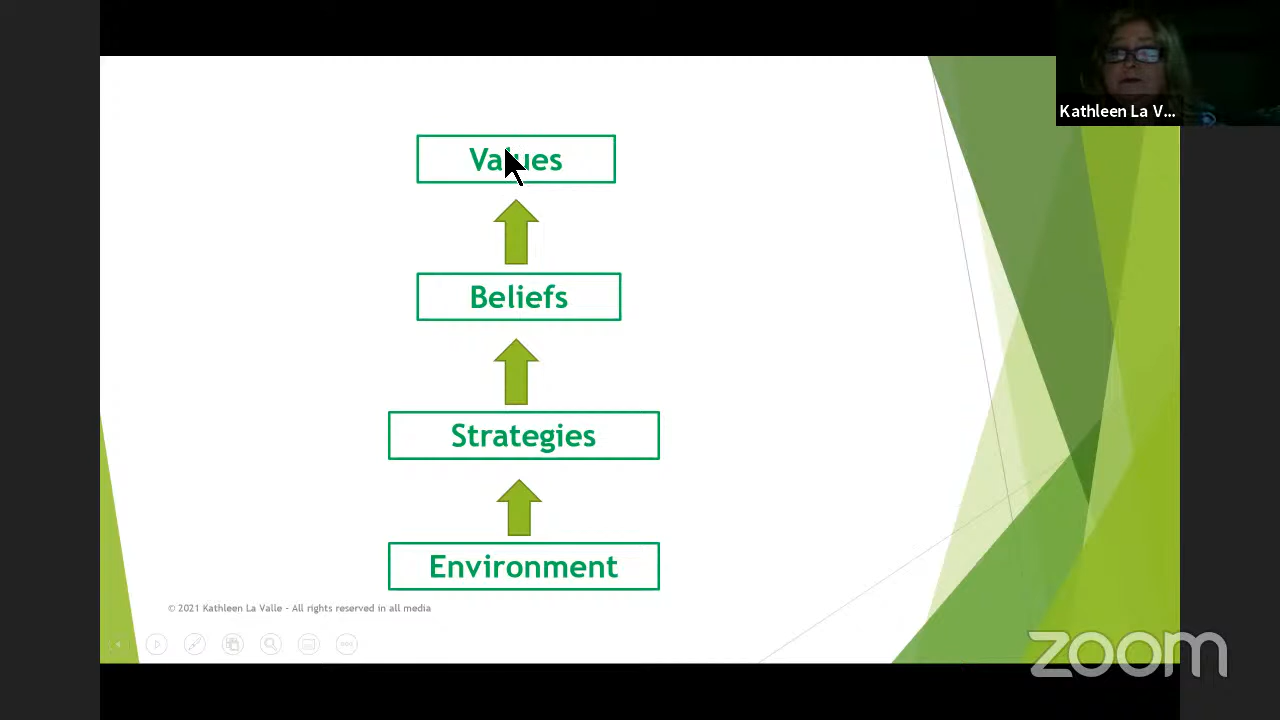 Kathleen La V...
Values
Beliefs
Strategies
Environment
© 2021 Kathleen La Valle - All rights reserved in all media
zoom